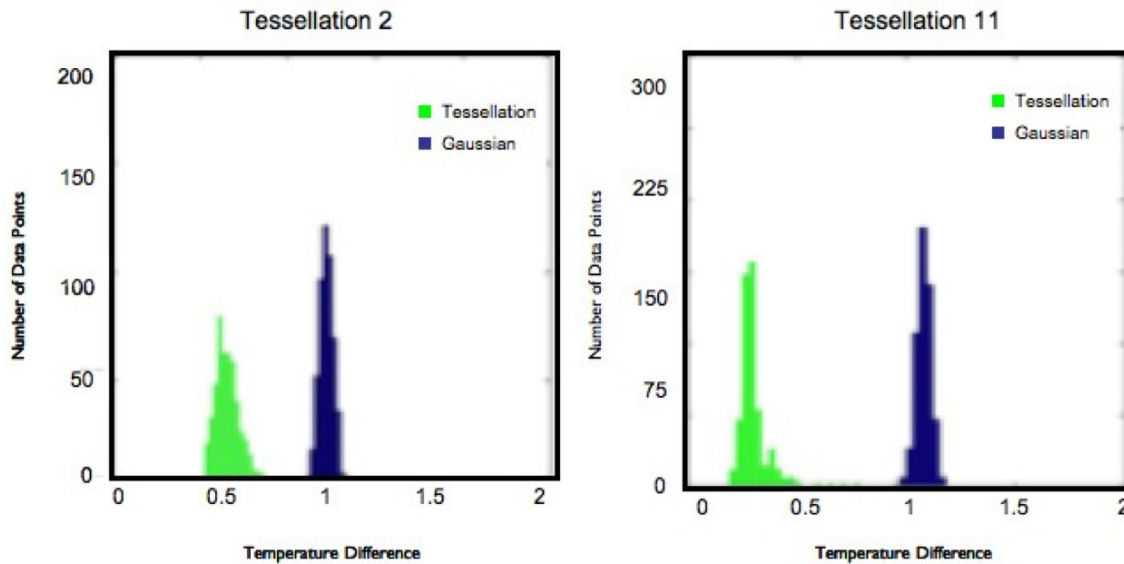 Tessellation 2
200
150
100
50
0
Number of Data Points
Tessellation
Gaussian
0 0.5 1 1.5 2
Temperature Difference
Tessellation 11
300
225
150
75
0
Number of Data Points
Tessellation
Gaussian
0 0.5 1 1.5 2
Temperature Difference